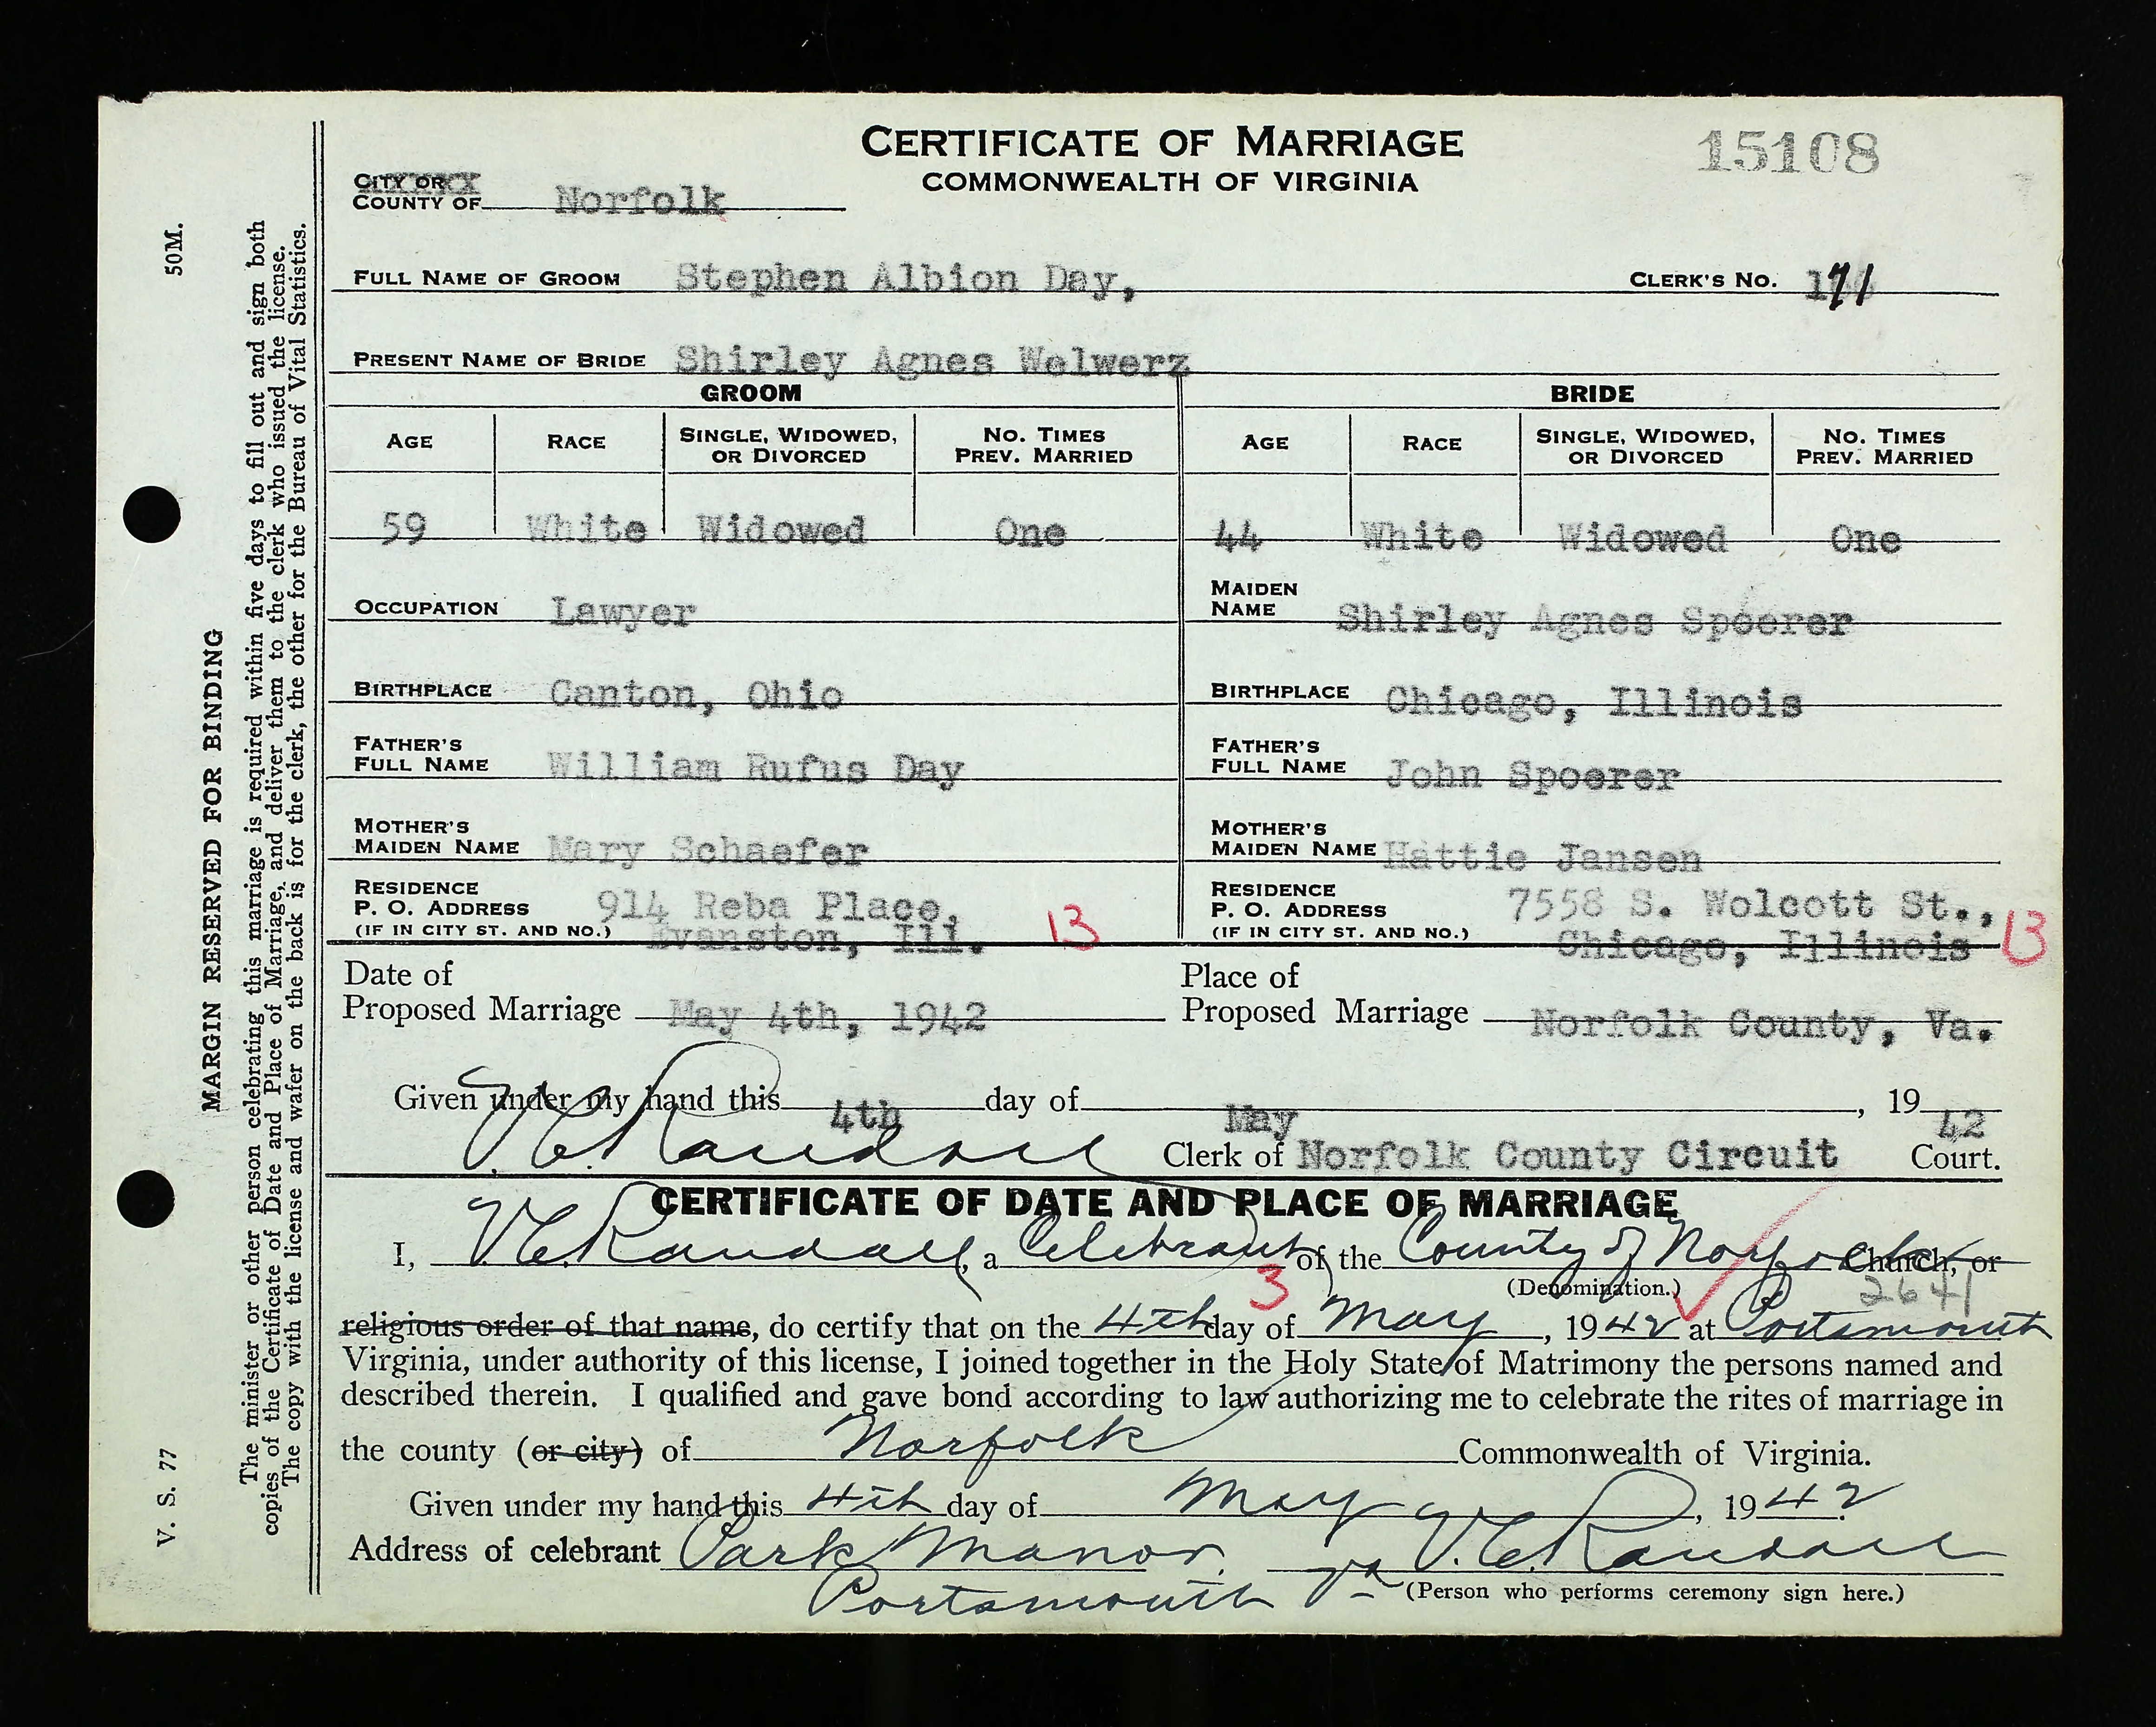 CERTIFICATE OF MARRIAGE
COMMONWEALTH OF VIRGINIA
15108
CITY OR
COUNTY OF Norfolk
FULL NAME OF GROOM Stephen Albion Day, CLERK'S NO. 171
PRESENT NAME OF BRIDE Shirley Agnes Welwerz
GROOM BRIDE
AGE RACE SINGLE, WIDOWED, OR DIVORCED NO. TIMES PREV. MARRIED AGE RACE SINGLE, WIDOWED, OR DIVORCED NO. TIMES PREV. MARRIED
59 White Widowed One 44 White Widowed One
OCCUPATION Lawyer MAIDEN NAME Shirley Agnes Spoerer
BIRTHPLACE Canton, Ohio BIRTHPLACE Chicago, Illinois
FATHER'S FULL NAME William Rufus Day FATHER'S FULL NAME John Spoerer
MOTHER'S MAIDEN NAME Mary Schaefer MOTHER'S MAIDEN NAME Hattie Jansen
RESIDENCE P. O. ADDRESS (IF IN CITY ST. AND NO.) 914 Reba Place, Evanston, Ill. 13 RESIDENCE P. O. ADDRESS (IF IN CITY ST. AND NO.) 7558 S. Wolcott St., Chicago, Illinois 13
Date of Proposed Marriage May 4th, 1942 Place of Proposed Marriage Norfolk County, Va.
Given under my hand this 4th day of May, 1942
V. C. Randall Clerk of Norfolk County Circuit Court.
CERTIFICATE OF DATE AND PLACE OF MARRIAGE
I, V. C. Randall, a Celebrant of the County of Norfolk Church, or
3 (Denomination.) 2641
religious order of that name, do certify that on the 4th day of May, 1942 at Portsmouth
Virginia, under authority of this license, I joined together in the Holy State of Matrimony the persons named and
described therein. I qualified and gave bond according to law authorizing me to celebrate the rites of marriage in
the county (or city) of Norfolk Commonwealth of Virginia.
Given under my hand this 4th day of May, 1942.
Address of celebrant Park Manor. V. C. Randall
Portsmouth Va (Person who performs ceremony sign here.)
V. S. 77 50M.
MARGIN RESERVED FOR BINDING
The minister or other person celebrating this marriage is required within five days to fill out and sign both
copies of the Certificate of Date and Place of Marriage, and deliver them to the clerk who issued the license.
The copy with the license and wafer on the back is for the clerk, the other for the Bureau of Vital Statistics.